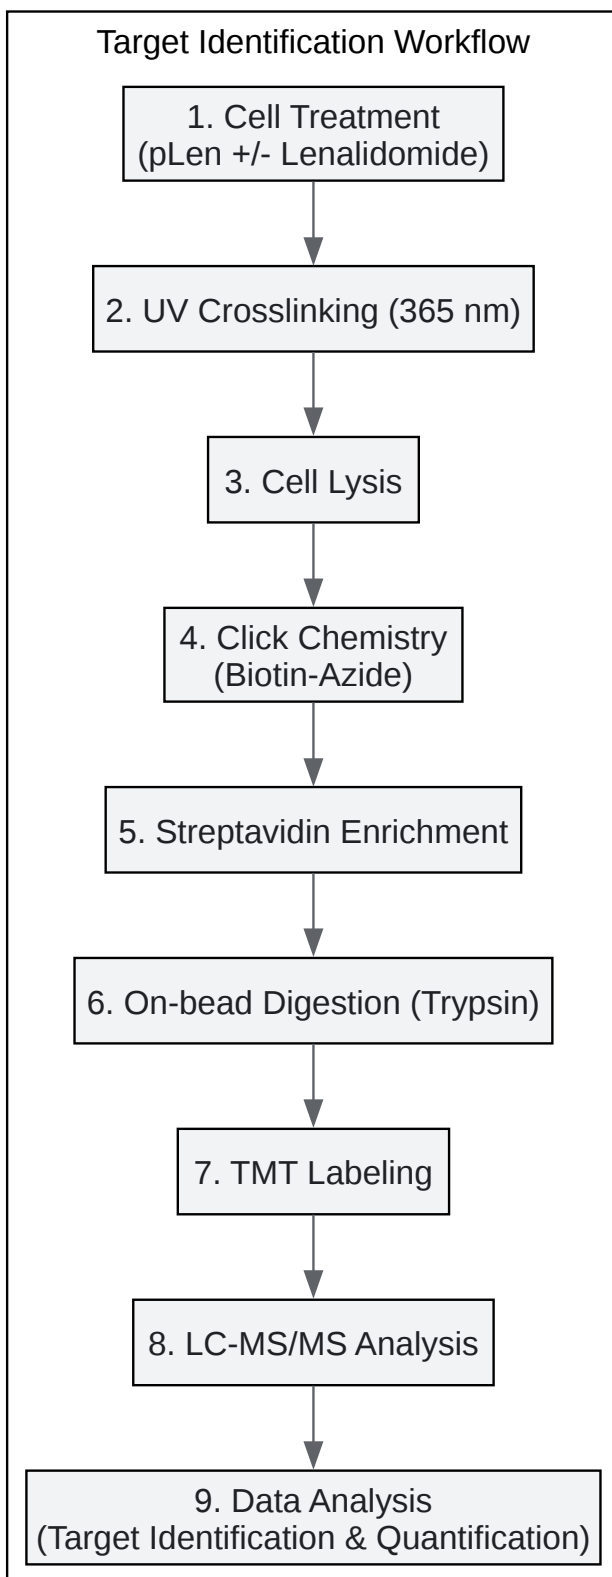 Target Identification Workflow
1. Cell Treatment
(pLen +/- Lenalidomide)
2. UV Crosslinking (365 nm)
3. Cell Lysis
4. Click Chemistry
(Biotin-Azide)
5. Streptavidin Enrichment
6. On-bead Digestion (Trypsin)
7. TMT Labeling
8. LC-MS/MS Analysis
9. Data Analysis
(Target Identification & Quantification)